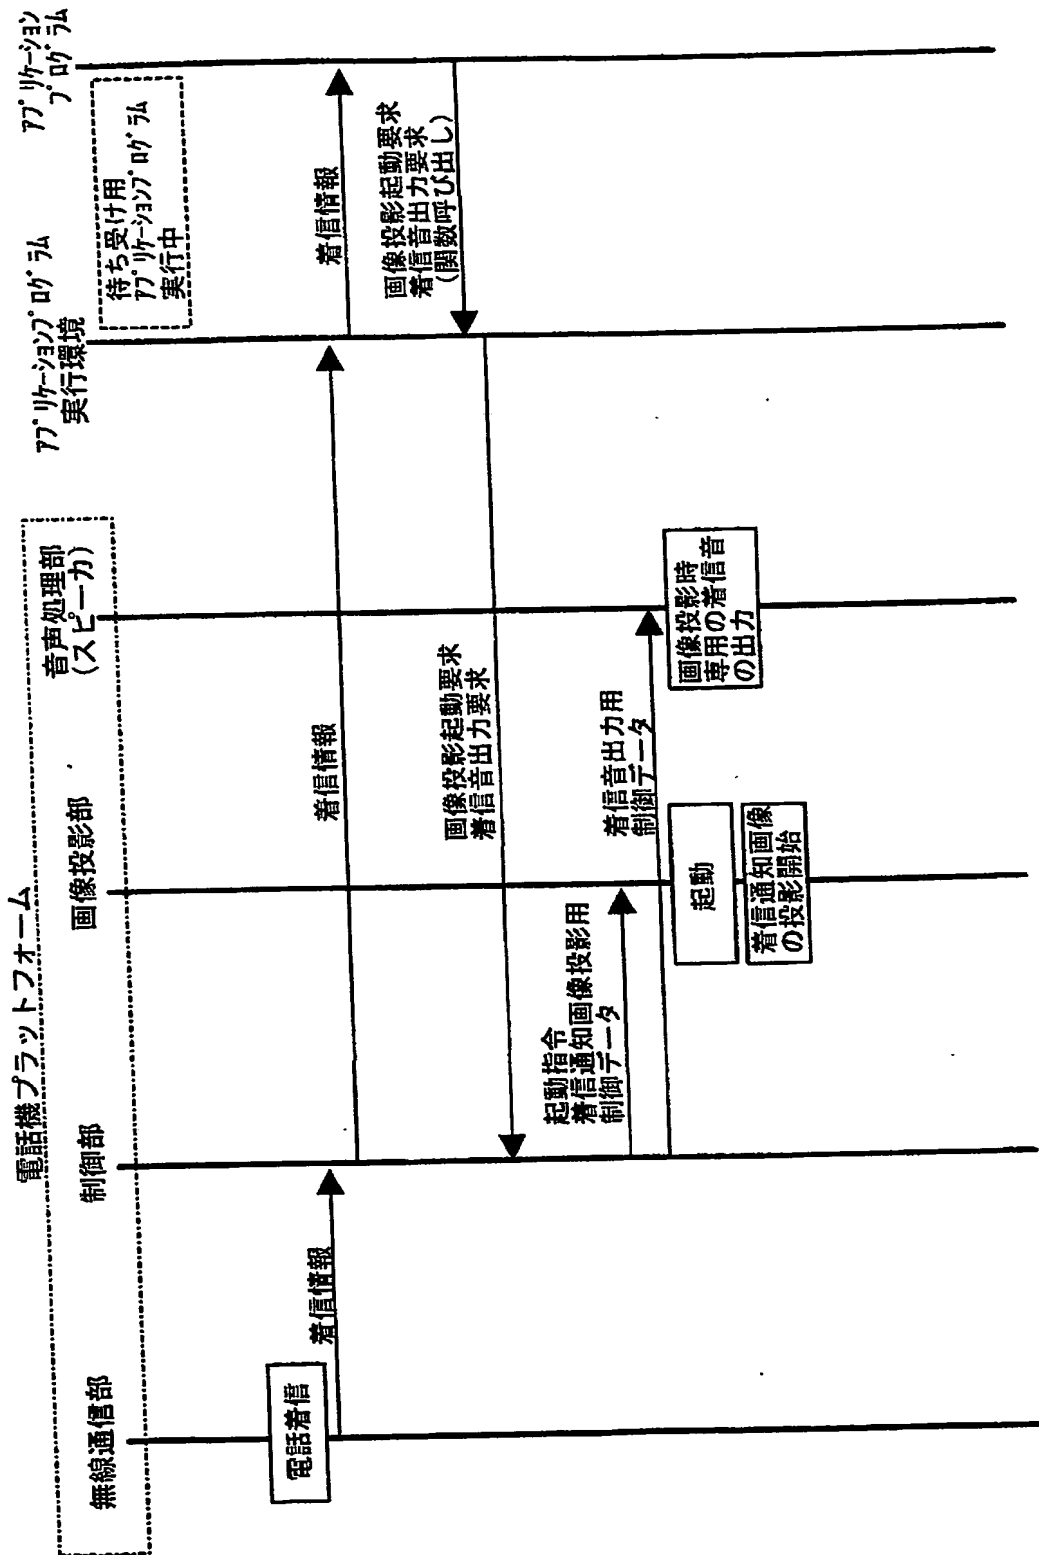 電話機プラットフォーム
無線通信部
制御部
画像投影部
音声処理部
(スピーカ)
ｱﾌﾟﾘｹｰｼｮﾝﾌﾟﾛｸﾞﾗﾑ
実行環境
ｱﾌﾟﾘｹｰｼｮﾝ
ﾌﾟﾛｸﾞﾗﾑ
待ち受け用
ｱﾌﾟﾘｹｰｼｮﾝﾌﾟﾛｸﾞﾗﾑ
実行中
電話着信
着信情報
着信情報
着信情報
画像投影起動要求
着信音出力要求
(関数呼び出し)
画像投影起動要求
着信音出力要求
起動指令
着信通知画像投影用
制御データ
着信音出力用
制御データ
起動
着信通知画像
の投影開始
画像投影時
専用の着信音
の出力